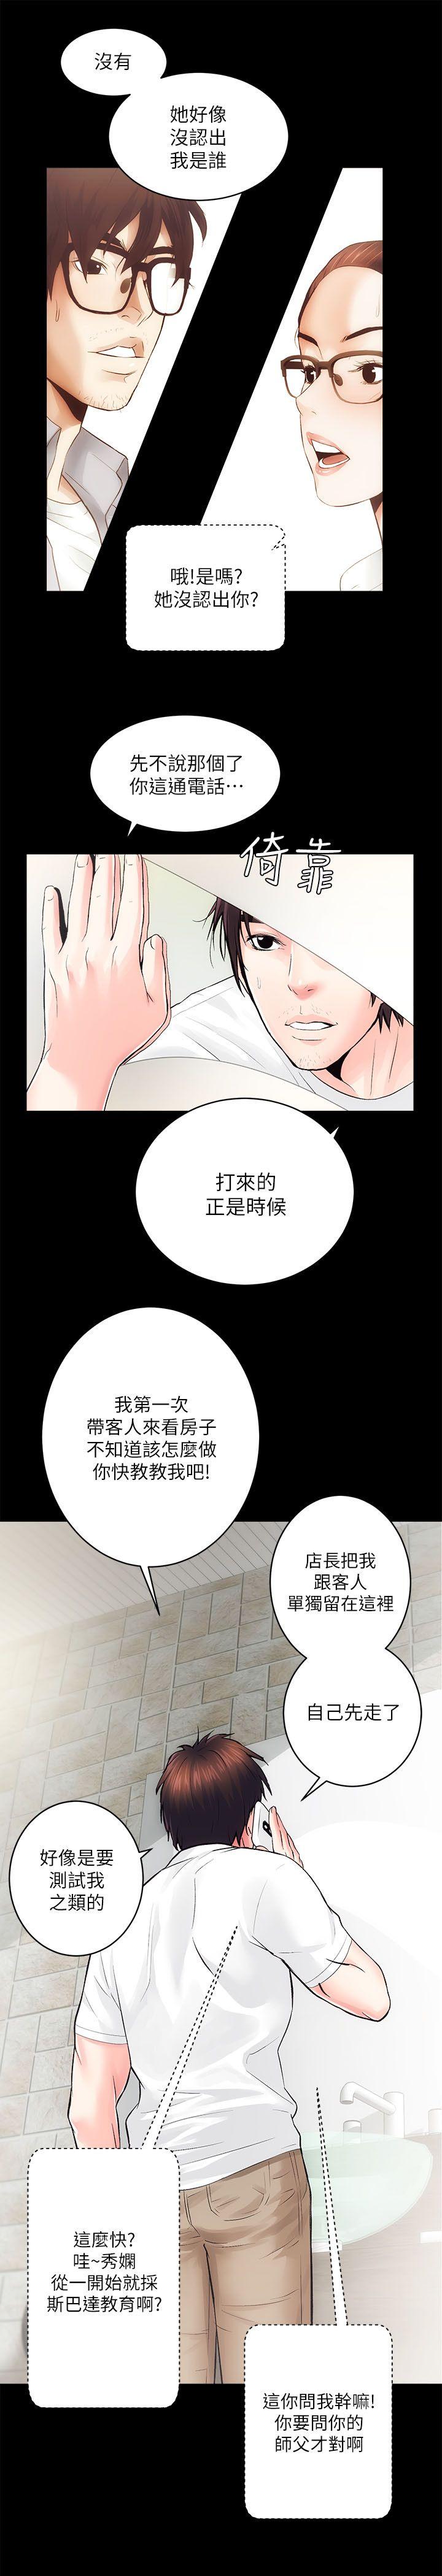 沒有
她好像
沒認出
我是誰
哦!是嗎?
她沒認出你?
先不說那個了
你這通電話⋯
倚靠
打來的
正是時候
我第一次
帶客人來看房子
不知道該怎麼做
你快教教我吧!
店長把我
跟客人
單獨留在這裡
自己先走了
好像是要
測試我
之類的
這麼快?
哇~秀嫻
從一開始就採
斯巴達教育啊?
這你問我幹嘛!
你要問你的
師父才對啊